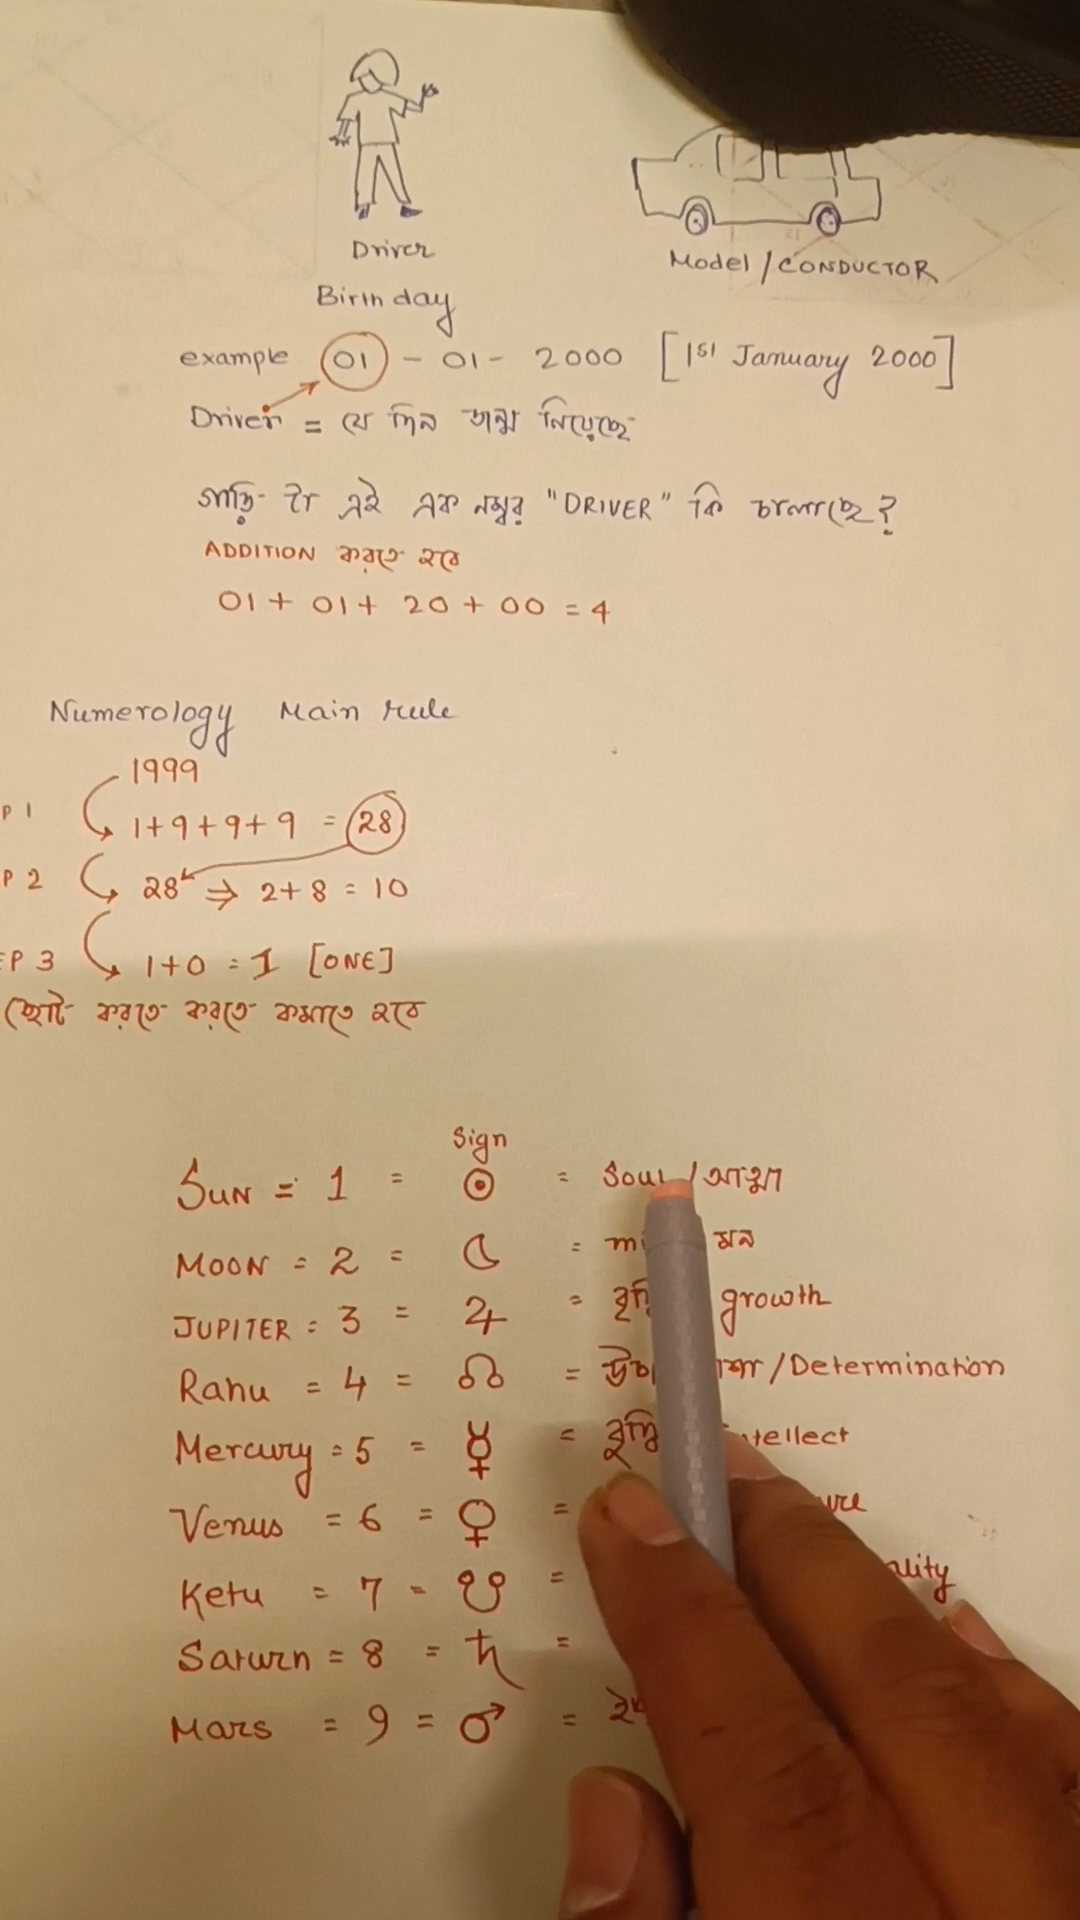 Driver
Model / CONDUCTOR
Birthday
example 01 - 01 - 2000 [1st January 2000]
Driver = যে দিন জন্ম নিয়েছে
গাড়ি টা এই এক নম্বর "DRIVER" কি চালাচ্ছে?
ADDITION করতে হবে
01 + 01 + 20 + 00 = 4
Numerology Main rule
1999
P 1 1+9+9+9 = 28
P 2 28 ⇒ 2+8 = 10
EP 3 1+0 = 1 [ONE]
ছোট করতে করতে কমাতে হবে
Sign
SUN = 1 = ☉ = Soul / আত্মা
MOON = 2 = ☾ = মন
JUPITER = 3 = ♃ = growth
Rahu = 4 = ☊ = / Determination
Mercury = 5 = ☿ =
Venus = 6 = ♀ =
Ketu = 7 = ☋ =
Saturn = 8 = ♄ =
Mars = 9 = ♂ =